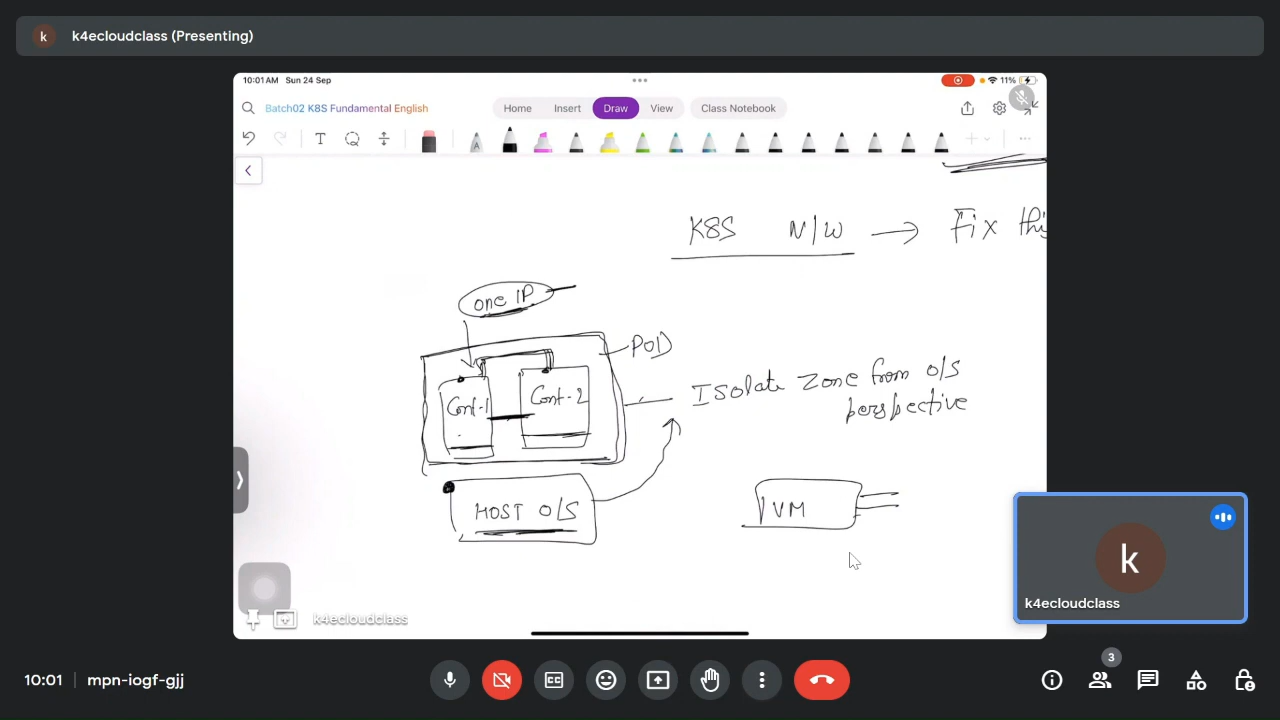 k
k4ecloudclass (Presenting)
10:01 AM Sun 24 Sep
11%
Batch02 K8S Fundamental English
Home
Insert
Draw
View
Class Notebook
T
A
K8S N/W → Fix this
one IP
POD
Cont-1
Cont-2
Isolate zone from O/S
perspective
HOST O/S
VM
k
k4ecloudclass
k4ecloudclass
10:01
mpn-iogf-gjj
CC
3